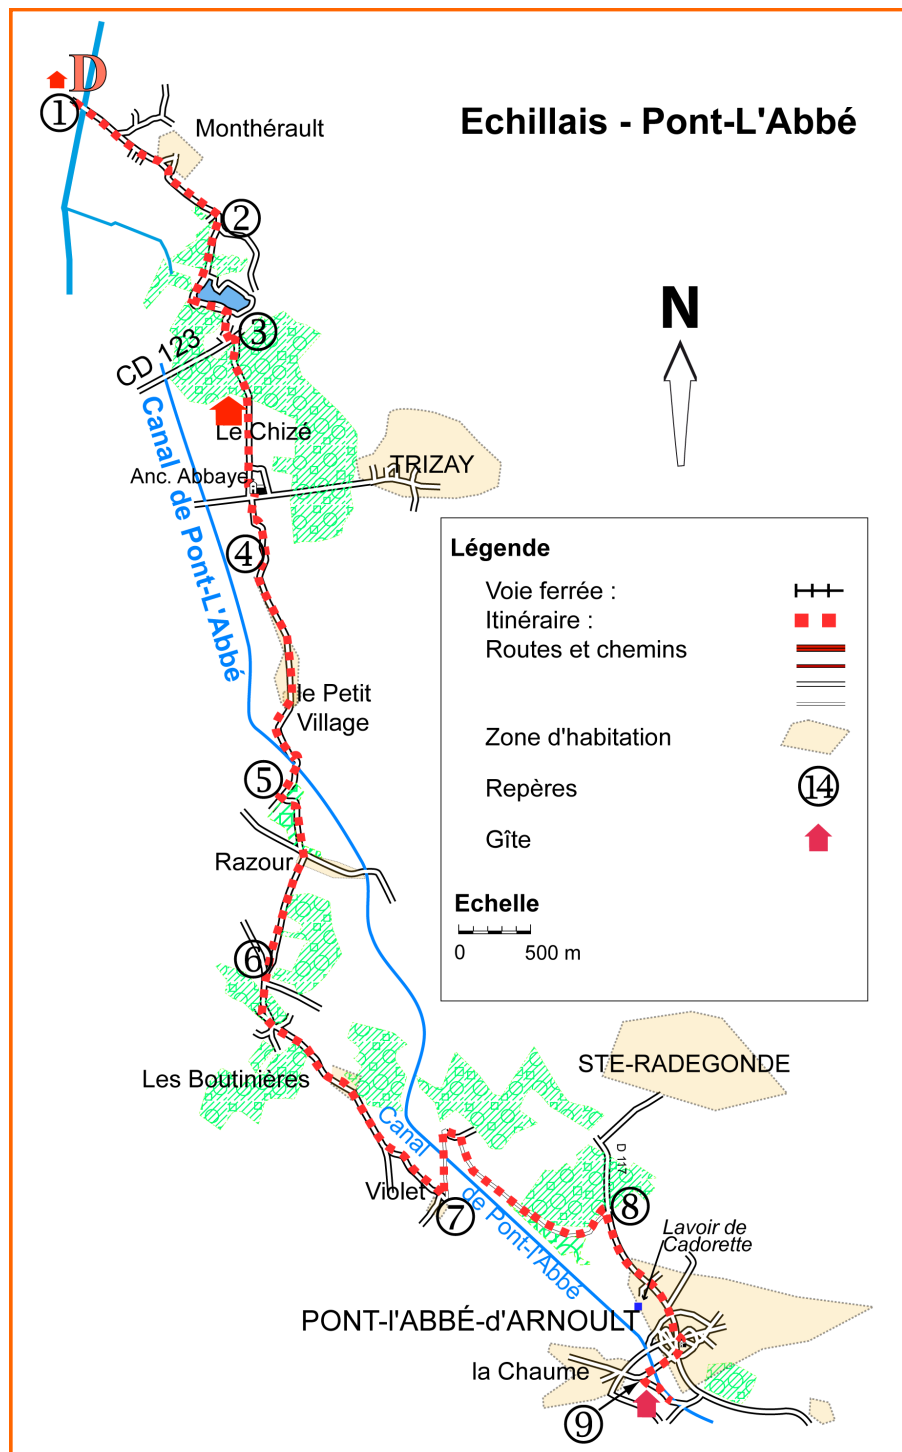 Echillais - Pont-L'Abbé
D
1
Monthérault
2
3
CD 123
N
Le Chizé
Canal de Pont-L'Abbé
TRIZAY
Anc. Abbaye
4
le Petit
Village
5
Razour
6
Légende
Voie ferrée :
Itinéraire :
Routes et chemins
Zone d'habitation
Repères
14
Gîte
Echelle
0 500 m
Les Boutinières
STE-RADEGONDE
Canal de Pont-l'Abbé
D 117
Violet
7
8
Lavoir de
Cadorette
PONT-l'ABBÉ-d'ARNOULT
la Chaume
9